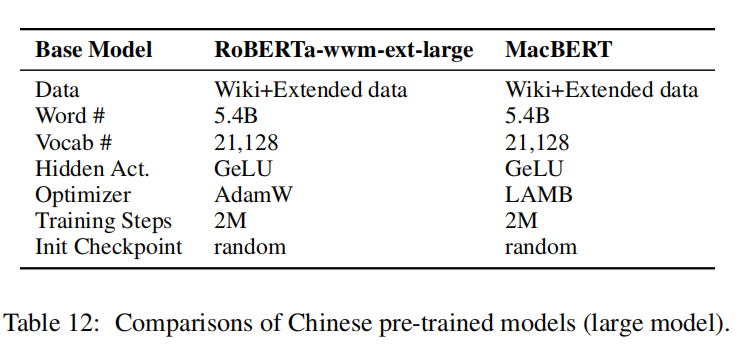 Base Model RoBERTa-wwm-ext-large MacBERT
Data Wiki+Extended data Wiki+Extended data
Word # 5.4B 5.4B
Vocab # 21,128 21,128
Hidden Act. GeLU GeLU
Optimizer AdamW LAMB
Training Steps 2M 2M
Init Checkpoint random random
Table 12: Comparisons of Chinese pre-trained models (large model).